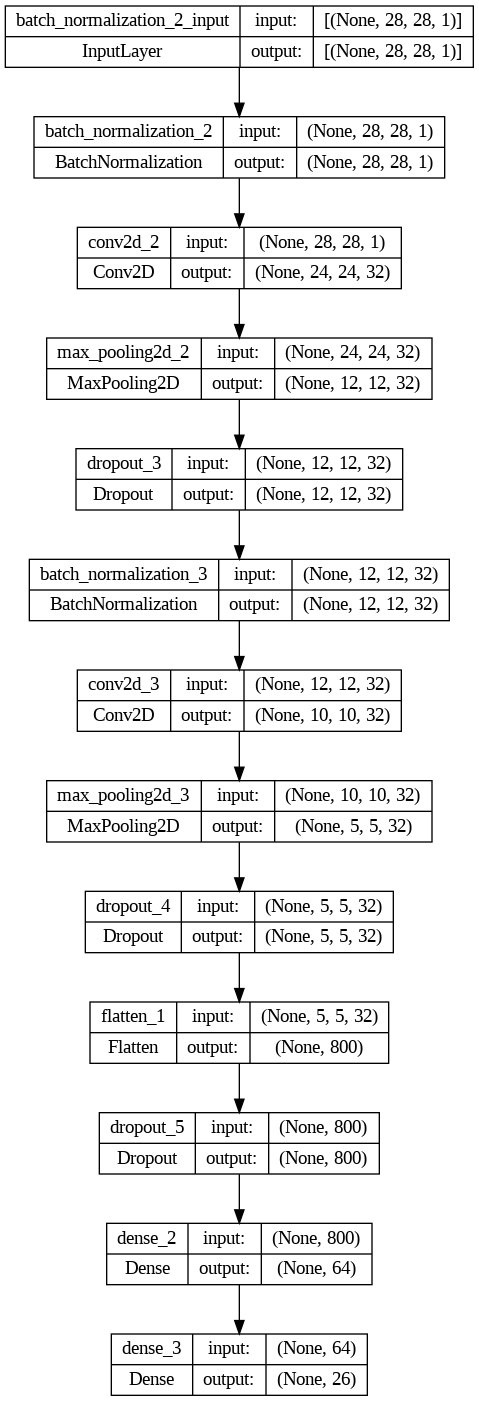 batch_normalization_2_input input: [(None, 28, 28, 1)]
InputLayer output: [(None, 28, 28, 1)]
batch_normalization_2 input: (None, 28, 28, 1)
BatchNormalization output: (None, 28, 28, 1)
conv2d_2 input: (None, 28, 28, 1)
Conv2D output: (None, 24, 24, 32)
max_pooling2d_2 input: (None, 24, 24, 32)
MaxPooling2D output: (None, 12, 12, 32)
dropout_3 input: (None, 12, 12, 32)
Dropout output: (None, 12, 12, 32)
batch_normalization_3 input: (None, 12, 12, 32)
BatchNormalization output: (None, 12, 12, 32)
conv2d_3 input: (None, 12, 12, 32)
Conv2D output: (None, 10, 10, 32)
max_pooling2d_3 input: (None, 10, 10, 32)
MaxPooling2D output: (None, 5, 5, 32)
dropout_4 input: (None, 5, 5, 32)
Dropout output: (None, 5, 5, 32)
flatten_1 input: (None, 5, 5, 32)
Flatten output: (None, 800)
dropout_5 input: (None, 800)
Dropout output: (None, 800)
dense_2 input: (None, 800)
Dense output: (None, 64)
dense_3 input: (None, 64)
Dense output: (None, 26)